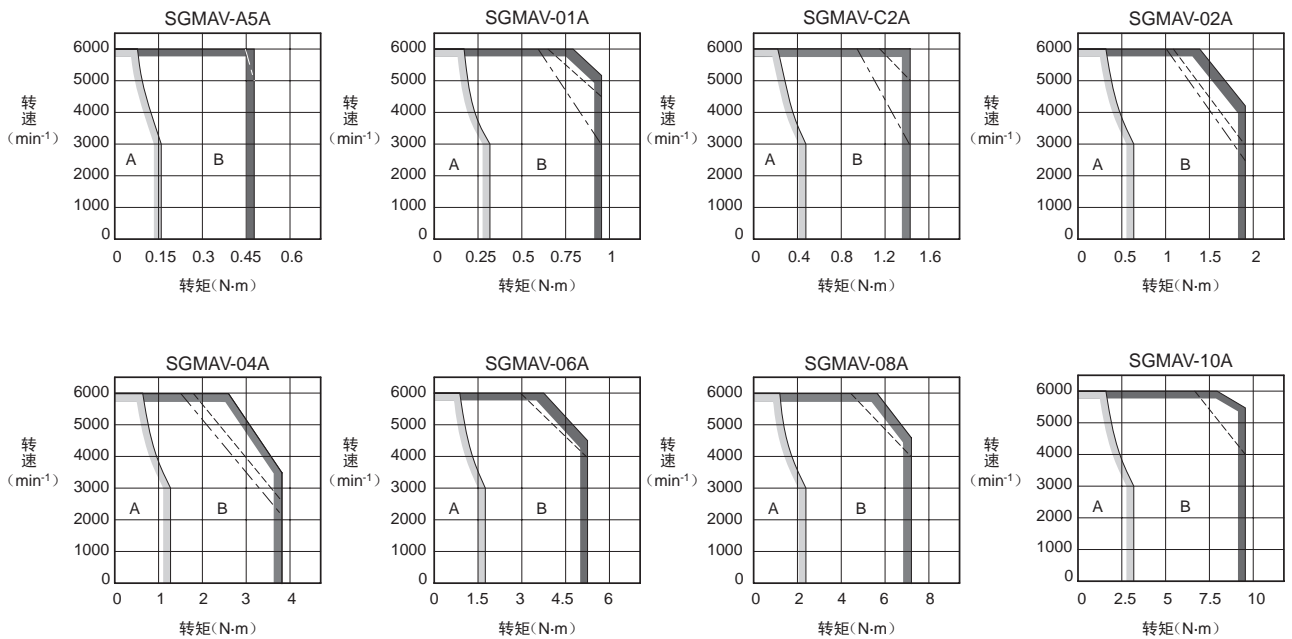 SGMAV-A5A
6000
5000
4000
3000
2000
1000
0
转速
(min-1)
A
B
0 0.15 0.3 0.45 0.6
转矩(N·m)
SGMAV-01A
6000
5000
4000
3000
2000
1000
0
转速
(min-1)
A
B
0 0.25 0.5 0.75 1
转矩(N·m)
SGMAV-C2A
6000
5000
4000
3000
2000
1000
0
转速
(min-1)
A
B
0 0.4 0.8 1.2 1.6
转矩(N·m)
SGMAV-02A
6000
5000
4000
3000
2000
1000
0
转速
(min-1)
A
B
0 0.5 1 1.5 2
转矩(N·m)
SGMAV-04A
6000
5000
4000
3000
2000
1000
0
转速
(min-1)
A
B
0 1 2 3 4
转矩(N·m)
SGMAV-06A
6000
5000
4000
3000
2000
1000
0
转速
(min-1)
A
B
0 1.5 3 4.5 6
转矩(N·m)
SGMAV-08A
6000
5000
4000
3000
2000
1000
0
转速
(min-1)
A
B
0 2 4 6 8
转矩(N·m)
SGMAV-10A
6000
5000
4000
3000
2000
1000
0
转速
(min-1)
A
B
0 2.5 5 7.5 10
转矩(N·m)